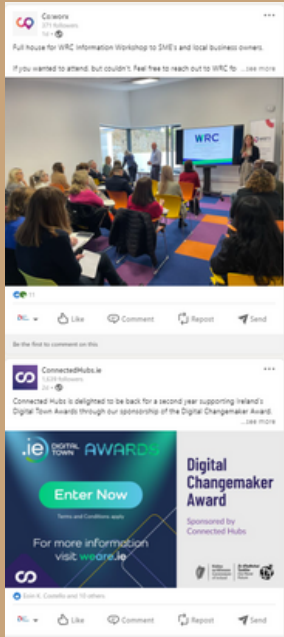 Co:worx
371 followers
1d •
Full house for WRC Information Workshop to SME's and local business owners.
If you wanted to attend, but couldn't. Feel free to reach out to WRC fo ...see more
WRC
11
Like Comment Repost Send
Be the first to comment on this
ConnectedHubs.ie
1,639 followers
2d •
Connected Hubs is delighted to be back for a second year supporting Ireland's
Digital Town Awards through our sponsorship of the Digital Changemaker Award.
...see more
.ie DIGITAL TOWN AWARDS
Enter Now
Terms and Conditions apply
For more information
visit weare.ie
Digital
Changemaker
Award
Sponsored by
Connected Hubs
Eoin K. Costello and 10 others
Like Comment Repost Send